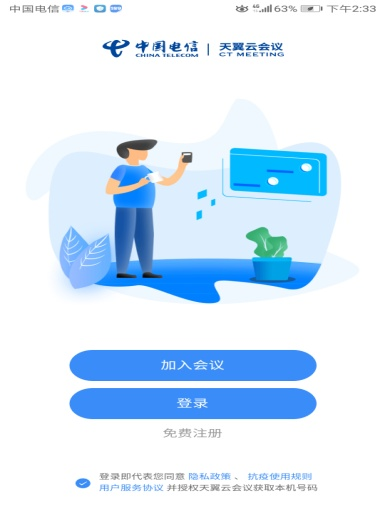 中国电信 63% 下午2:33
中国电信 天翼云会议
CHINA TELECOM CT MEETING
加入会议
登录
免费注册
登录即代表您同意 隐私政策 、 抗疫使用规则
用户服务协议 并授权天翼云会议获取本机号码